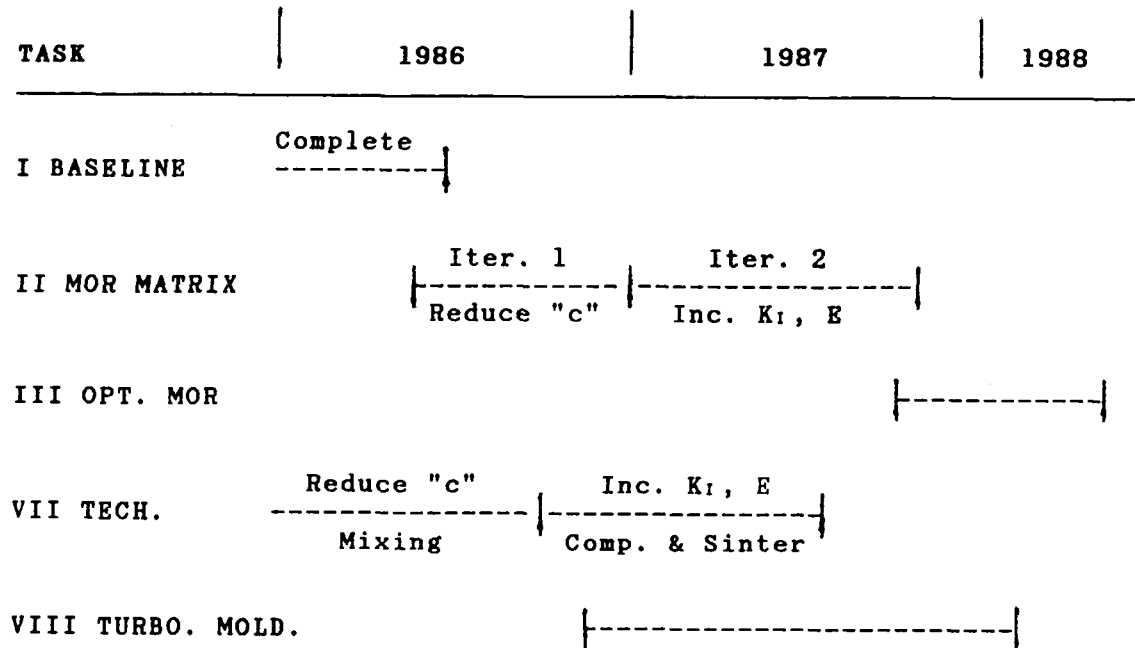 TASK 1986 1987 1988
Complete
I BASELINE
Iter. 1 Iter. 2
II MOR MATRIX
Reduce "c" Inc. KI, E
III OPT. MOR
Reduce "c" Inc. KI, E
VII TECH.
Mixing Comp. & Sinter
VIII TURBO. MOLD.